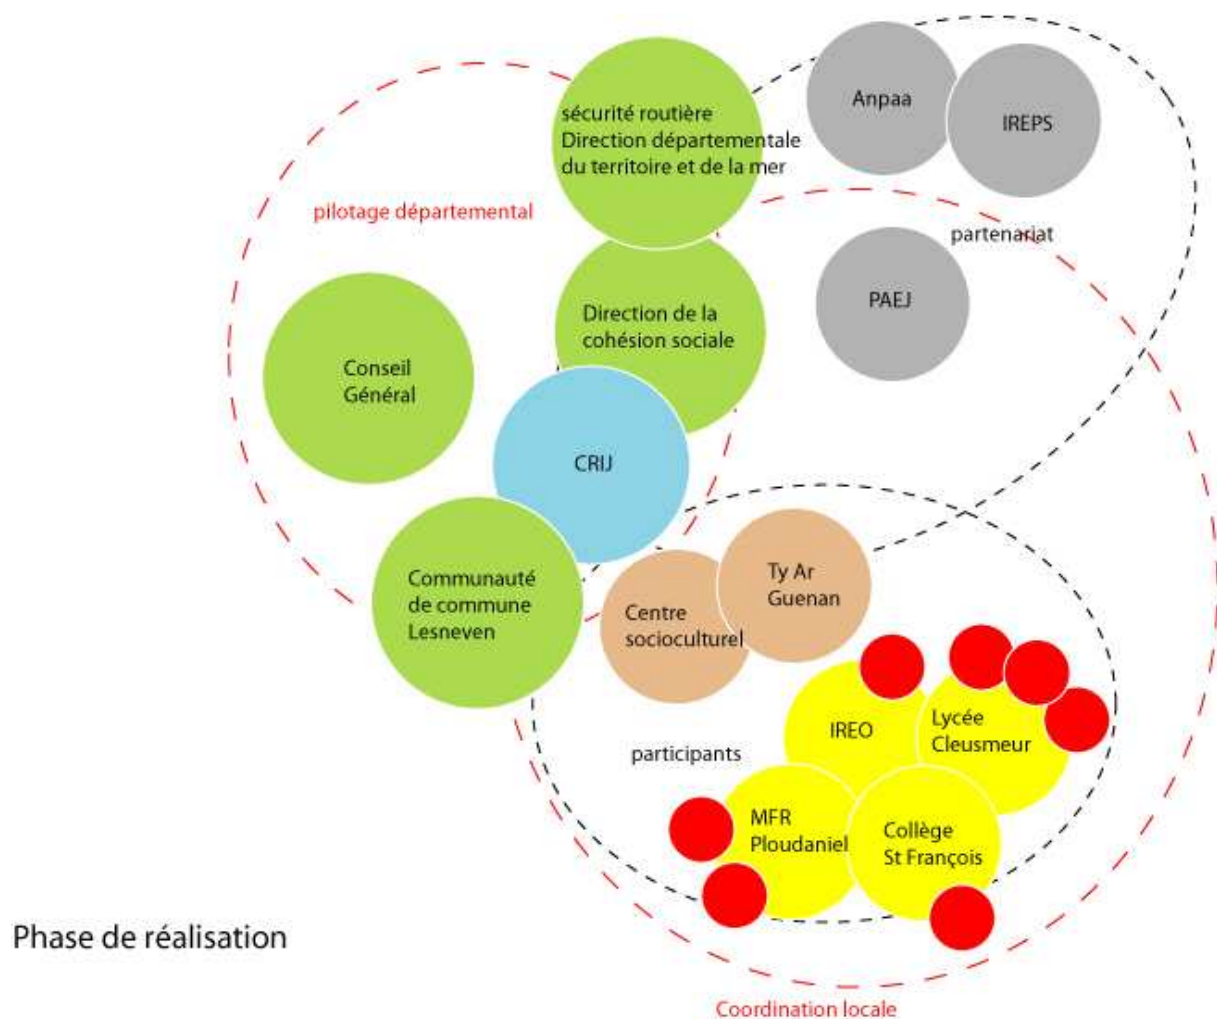 Anpaa
IREPS
sécurité routière
Direction départementale
du territoire et de la mer
pilotage départemental
partenariat
PAEJ
Direction de la
cohésion sociale
Conseil
Général
CRIJ
Ty Ar
Guenan
Communauté
de commune
Lesneven
Centre
socioculturel
IREO
Lycée
Cleusmeur
participants
MFR
Ploudaniel
Collège
St François
Phase de réalisation
Coordination locale